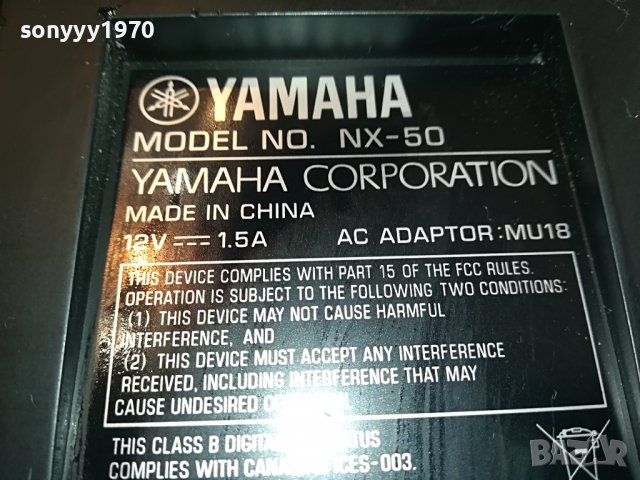 sonyyy1970
YAMAHA
MODEL NO. NX-50
YAMAHA CORPORATION
MADE IN CHINA
12V 1.5A AC ADAPTOR:MU18
THIS DEVICE COMPLIES WITH PART 15 OF THE FCC RULES.
OPERATION IS SUBJECT TO THE FOLLOWING TWO CONDITIONS:
(1) THIS DEVICE MAY NOT CAUSE HARMFUL
INTERFERENCE, AND
(2) THIS DEVICE MUST ACCEPT ANY INTERFERENCE
RECEIVED, INCLUDING INTERFERENCE THAT MAY
CAUSE UNDESIRED OPERATION.
THIS CLASS B DIGITAL APPARATUS
COMPLIES WITH CANADIAN ICES-003.
bazar